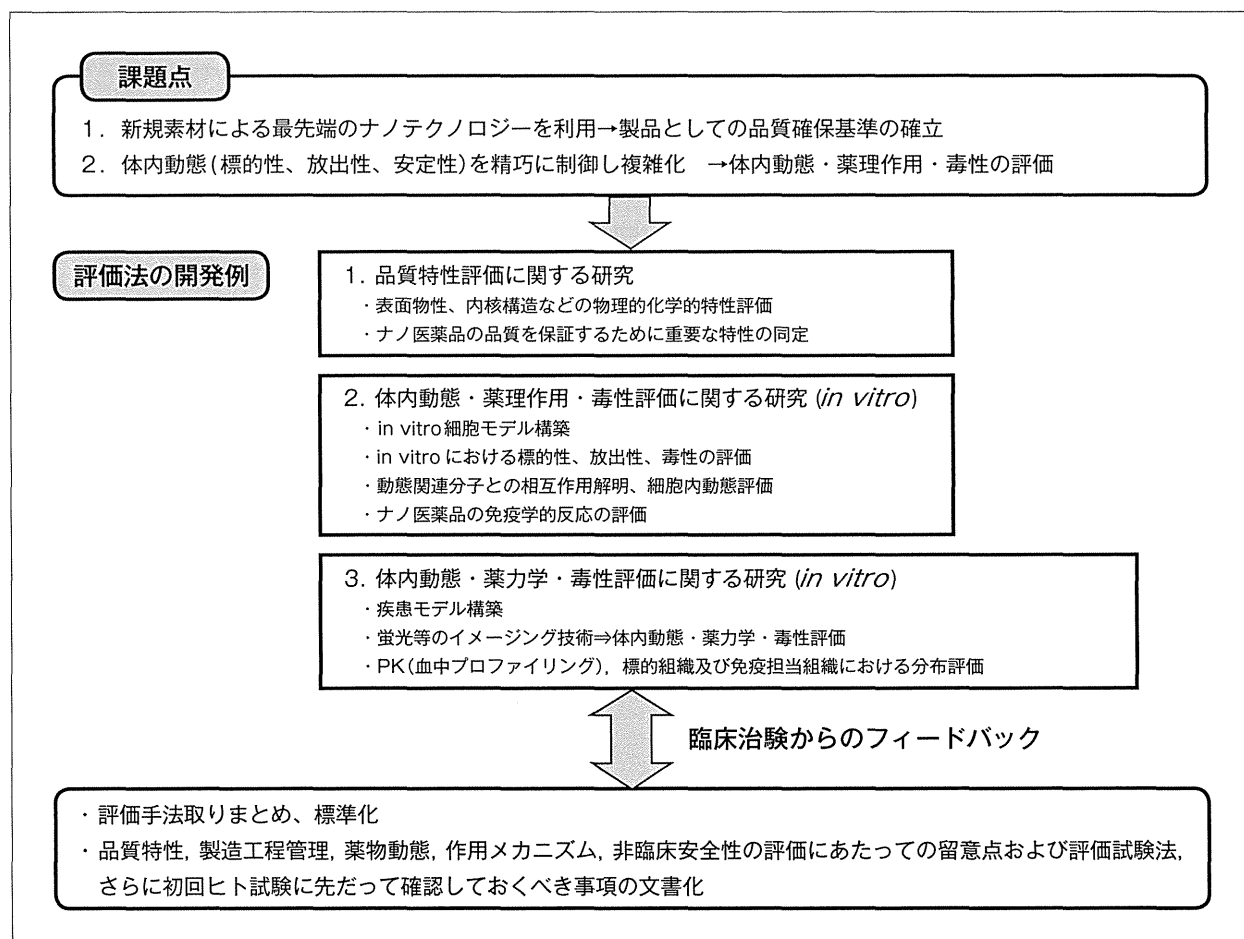 課題点
1. 新規素材による最先端のナノテクノロジーを利用→製品としての品質確保基準の確立
2. 体内動態(標的性、放出性、安定性)を精巧に制御し複雑化 →体内動態・薬理作用・毒性の評価
評価法の開発例
1. 品質特性評価に関する研究
・表面物性、内核構造などの物理的化学的特性評価
・ナノ医薬品の品質を保証するために重要な特性の同定
2. 体内動態・薬理作用・毒性評価に関する研究 (in vitro)
・in vitro細胞モデル構築
・in vitro における標的性、放出性、毒性の評価
・動態関連分子との相互作用解明、細胞内動態評価
・ナノ医薬品の免疫学的反応の評価
3. 体内動態・薬力学・毒性評価に関する研究 (in vitro)
・疾患モデル構築
・蛍光等のイメージング技術⇒体内動態・薬力学・毒性評価
・PK(血中プロファイリング), 標的組織及び免疫担当組織における分布評価
臨床治験からのフィードバック
・評価手法取りまとめ、標準化
・品質特性, 製造工程管理, 薬物動態, 作用メカニズム, 非臨床安全性の評価にあたっての留意点および評価試験法,
さらに初回ヒト試験に先だって確認しておくべき事項の文書化